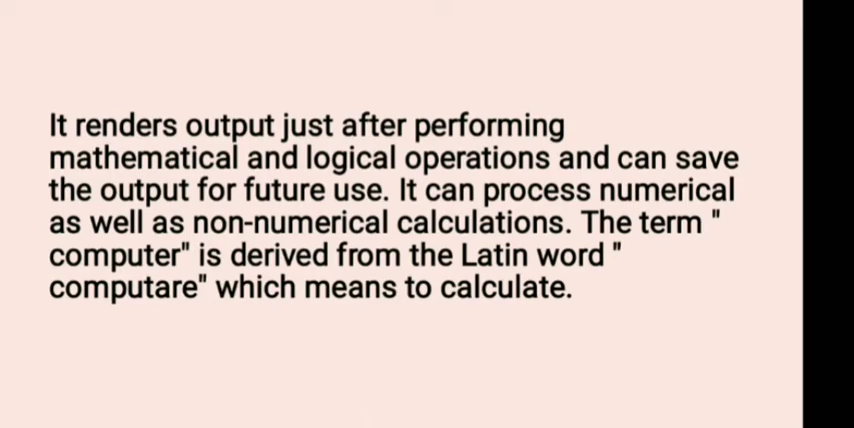 It renders output just after performing
mathematical and logical operations and can save
the output for future use. It can process numerical
as well as non-numerical calculations. The term "
computer" is derived from the Latin word "
computare" which means to calculate.